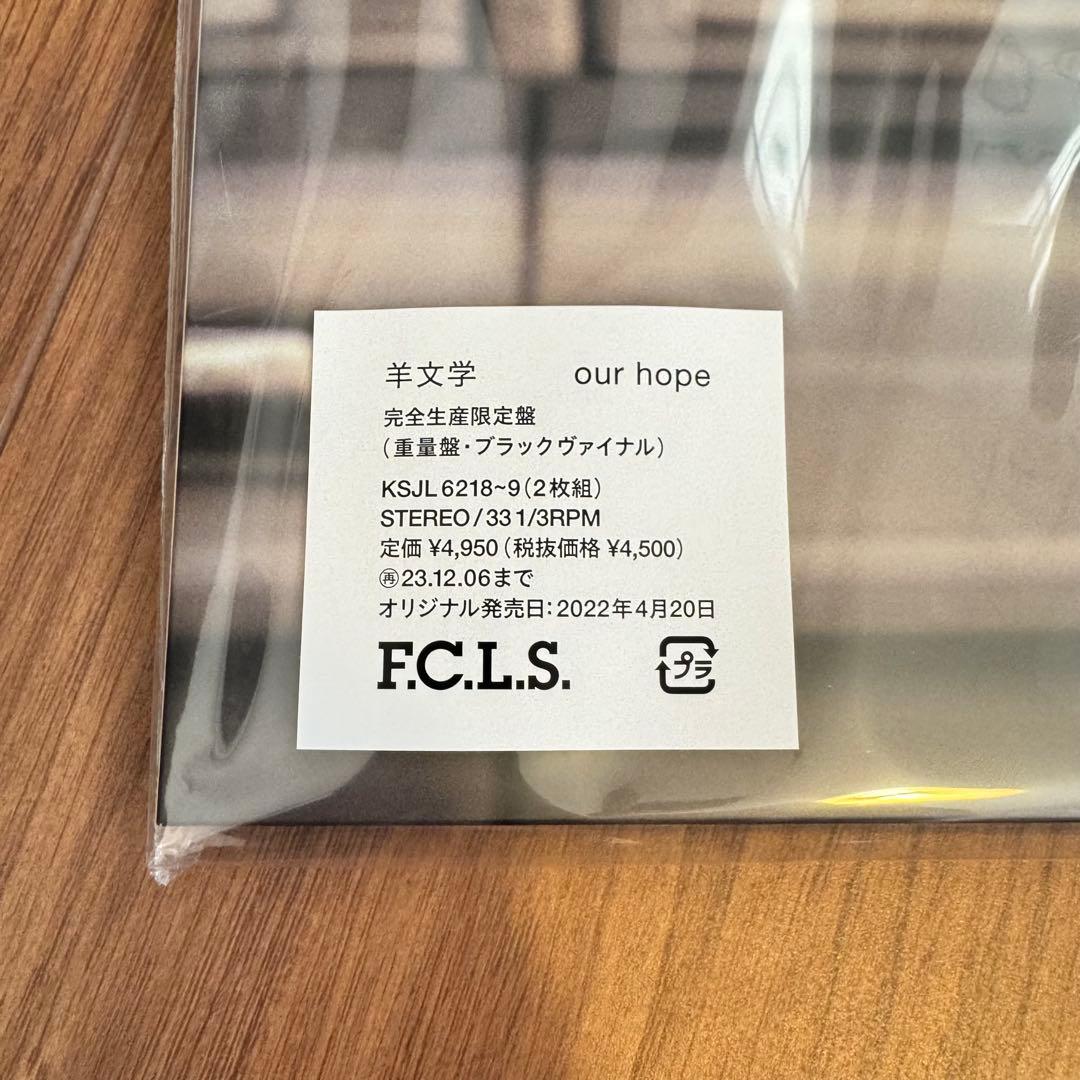 羊文学 our hope
完全生産限定盤
(重量盤・ブラックヴァイナル)
KSJL 6218~9(2枚組)
STEREO/33 1/3RPM
定価 ¥4,950(税抜価格 ¥4,500)
㊢23.12.06まで
オリジナル発売日:2022年4月20日
F.C.L.S. プラ